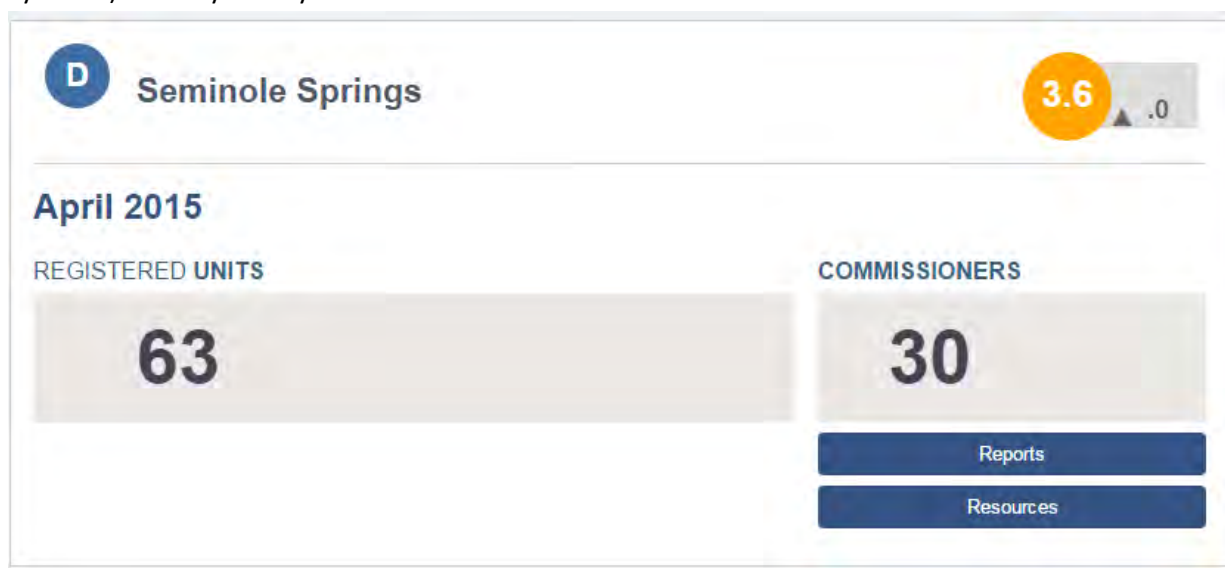 D
Seminole Springs
3.6
▲ .0
April 2015
REGISTERED UNITS
COMMISSIONERS
63
30
Reports
Resources